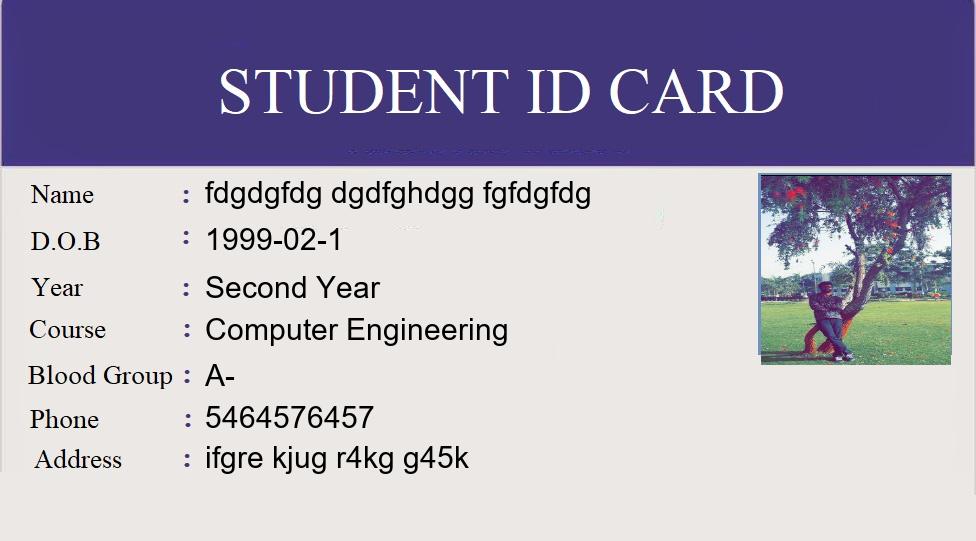 STUDENT ID CARD
Name : fdgdgfdg dgdfghdgg fgfdgfdg
D.O.B : 1999-02-1
Year : Second Year
Course : Computer Engineering
Blood Group : A-
Phone : 5464576457
Address : ifgre kjug r4kg g45k